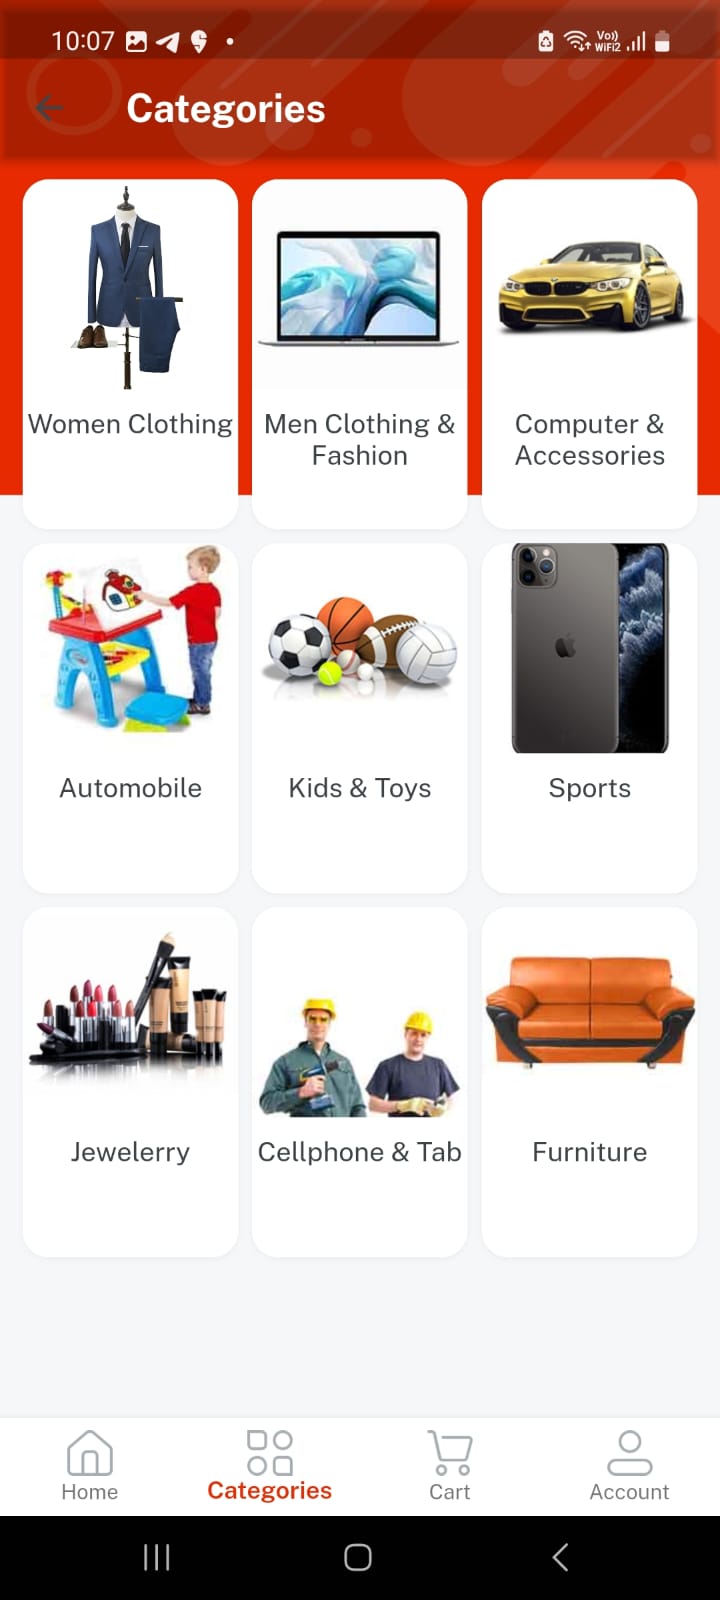 10:07
Vo))
WiFi2
Categories
Women Clothing
Men Clothing &
Fashion
Computer &
Accessories
Automobile
Kids & Toys
Sports
Jewelerry
Cellphone & Tab
Furniture
Home
Categories
Cart
Account